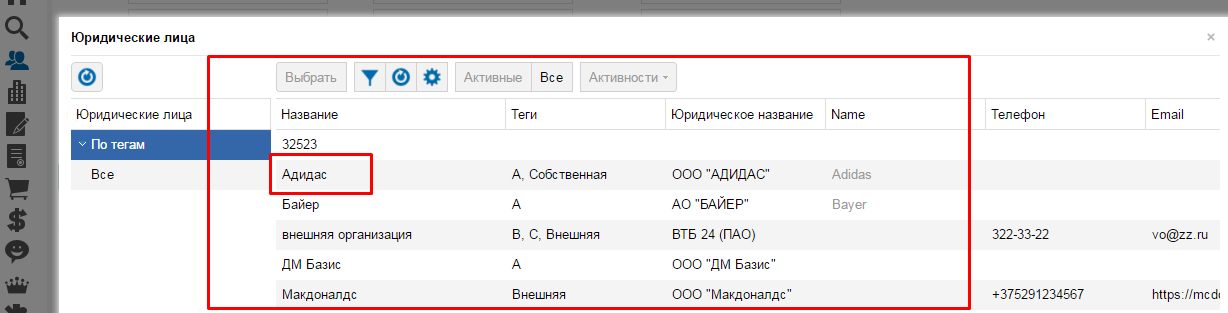 Юридические лица ×
Выбрать Активные Все Активности
Юридические лица Название Теги Юридическое название Name Телефон Email
По тегам 32523
Все Адидас A, Собственная ООО "АДИДАС" Adidas
Байер A АО "БАЙЕР" Bayer
внешняя организация B, C, Внешняя ВТБ 24 (ПАО) 322-33-22 vo@zz.ru
ДМ Базис A ООО "ДМ Базис"
Макдоналдс Внешняя ООО "Макдоналдс" +375291234567 https://mcd